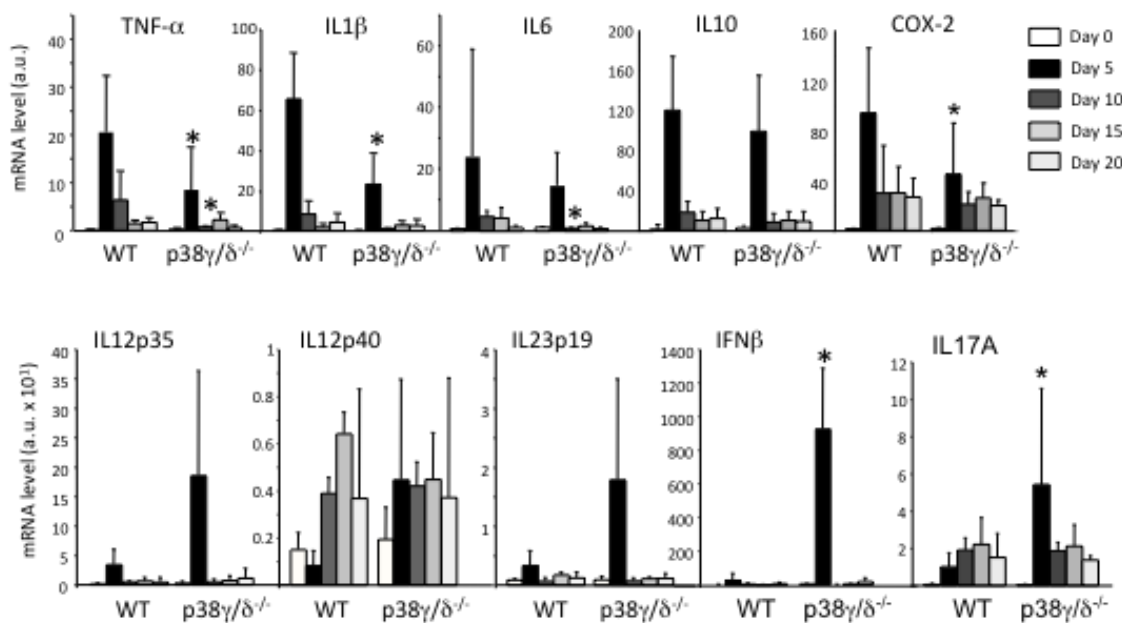 TNF-α IL1β IL6 IL10 COX-2
mRNA level (a.u.)
45 40 30 20 10 0
100 80 60 40 20 0
60 40 20 0
200 160 120 80 40 0
160 120 80 40 0
* * * * *
WT p38γ/δ-/- WT p38γ/δ-/- WT p38γ/δ-/- WT p38γ/δ-/- WT p38γ/δ-/-
Day 0
Day 5
Day 10
Day 15
Day 20
IL12p35 IL12p40 IL23p19 IFNβ IL17A
mRNA level (a.u. x 10¹)
40 35 30 25 20 15 10 5 0
1 0.8 0.6 0.4 0.2
4 3 2 1
1400 1200 1000 800 600 400 200 0
12 10 8 6 4 2
* *
WT p38γ/δ-/- WT p38γ/δ-/- WT p38γ/δ-/- WT p38γ/δ-/- WT p38γ/δ-/-